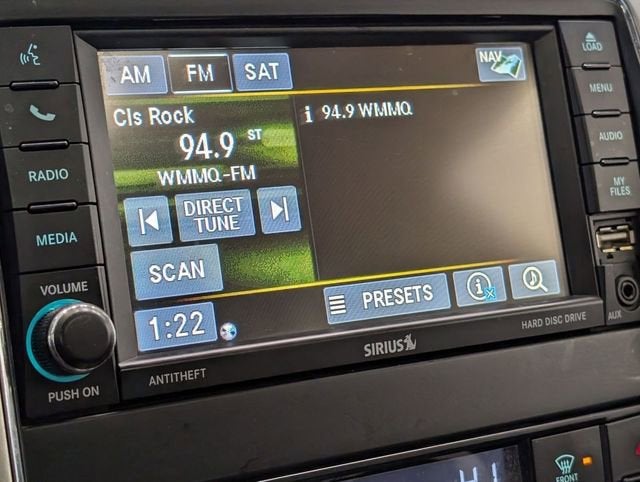 AM FM SAT NAV
Cls Rock
94.9 ST
WMMQ-FM
i 94.9 WMMQ
DIRECT
TUNE
SCAN
PRESETS
1:22
RADIO
MEDIA
VOLUME
PUSH ON
LOAD
MENU
AUDIO
MY
FILES
AUX
ANTITHEFT
SIRIUS
HARD DISC DRIVE
HI
FRONT